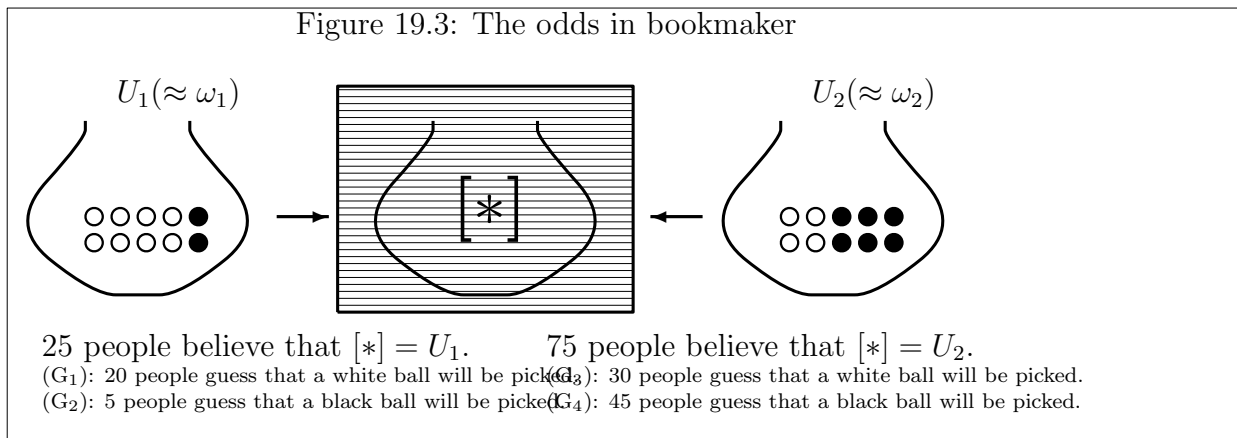 Figure 19.3: The odds in bookmaker
U₁(≈ ω₁)
U₂(≈ ω₂)
[∗]
25 people believe that [∗] = U₁.
75 people believe that [∗] = U₂.
(G₁): 20 people guess that a white ball will be picked.
(G₃): 30 people guess that a white ball will be picked.
(G₂): 5 people guess that a black ball will be picked.
(G₄): 45 people guess that a black ball will be picked.